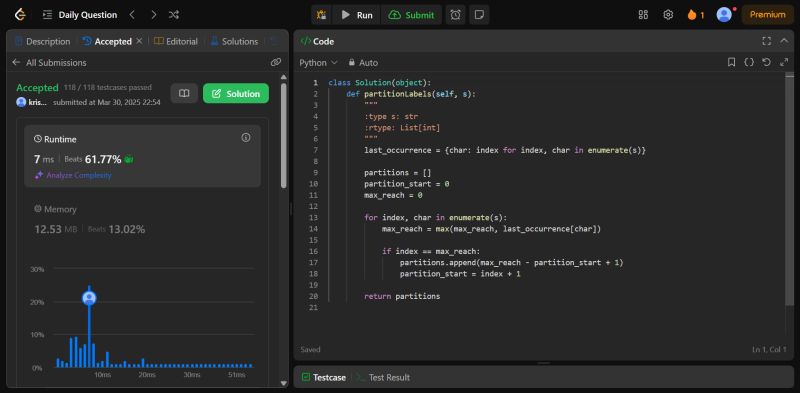 Daily Question
Run
Submit
1
Premium
Description
Accepted
Editorial
Solutions
All Submissions
Accepted 118 / 118 testcases passed
kris... submitted at Mar 30, 2025 22:54
Solution
Runtime
7 ms Beats 61.77%
Analyze Complexity
Memory
12.53 MB Beats 13.02%
30%
20%
10%
0%
10ms 20ms 30ms 51ms
</> Code
Python Auto
1 class Solution(object):
2 def partitionLabels(self, s):
3 """
4 :type s: str
5 :rtype: List[int]
6 """
7 last_occurrence = {char: index for index, char in enumerate(s)}
8
9 partitions = []
10 partition_start = 0
11 max_reach = 0
12
13 for index, char in enumerate(s):
14 max_reach = max(max_reach, last_occurrence[char])
15
16 if index == max_reach:
17 partitions.append(max_reach - partition_start + 1)
18 partition_start = index + 1
19
20 return partitions
21
Saved
Ln 1, Col 1
Testcase
>_ Test Result